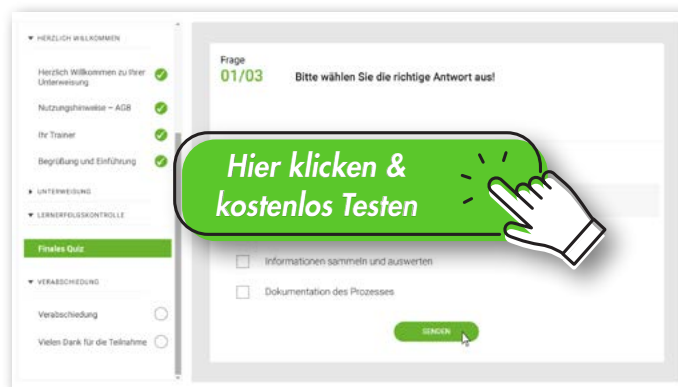 HERZLICH WILLKOMMEN
Herzlich Willkommen zu Ihrer
Unterweisung
Nutzungshinweise – AGB
Ihr Trainer
Begrüßung und Einführung
UNTERWEISUNG
LERNERFOLGSKONTROLLE
Finales Quiz
VERABSCHIEDUNG
Verabschiedung
Vielen Dank für die Teilnahme
Frage
01/03
Bitte wählen Sie die richtige Antwort aus!
Hier klicken &
kostenlos Testen
Informationen sammeln und auswerten
Dokumentation des Prozesses
SENDEN